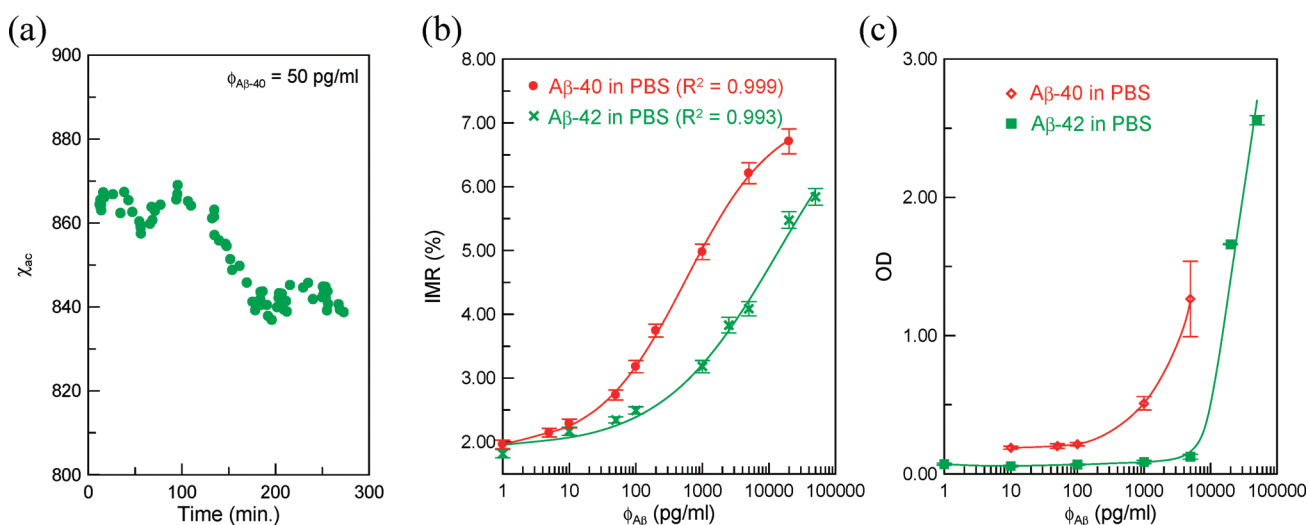 (a)
900
880
860
840
820
800
χac
ϕAβ-40 = 50 pg/ml
0 100 200 300
Time (min.)
(b)
8.00
7.00
6.00
5.00
4.00
3.00
2.00
IMR (%)
Aβ-40 in PBS (R² = 0.999)
Aβ-42 in PBS (R² = 0.993)
1 10 100 1000 10000 100000
ϕAβ (pg/ml)
(c)
3.00
2.00
1.00
0.00
OD
Aβ-40 in PBS
Aβ-42 in PBS
1 10 100 1000 10000 100000
ϕAβ (pg/ml)